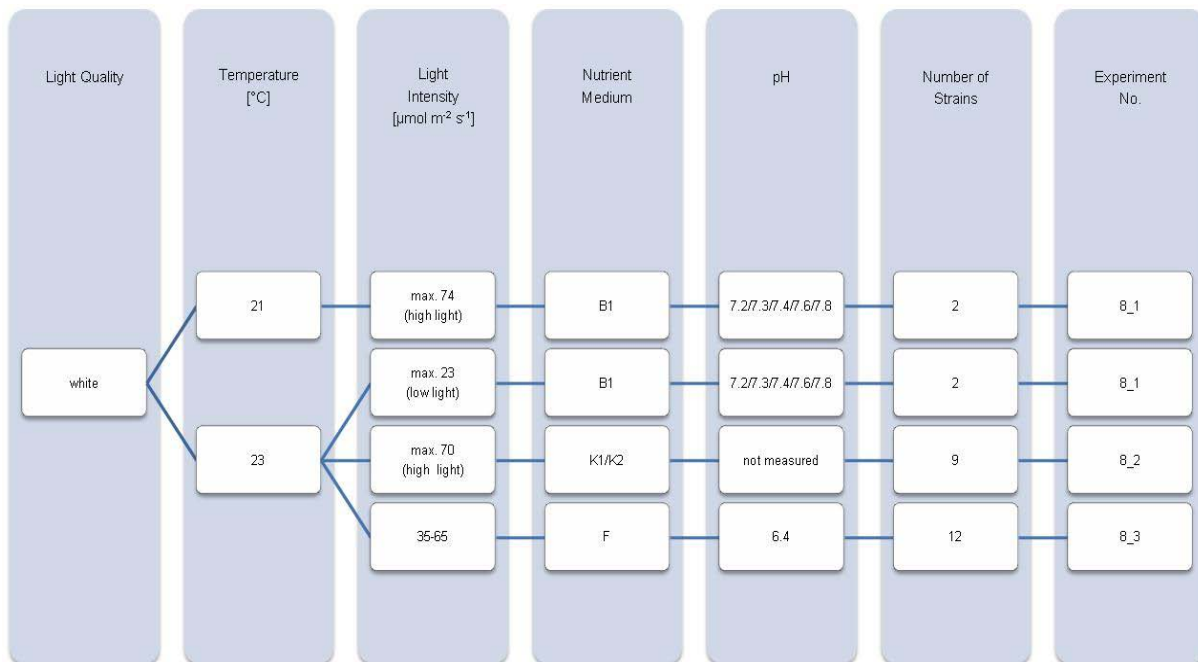 Light Quality
Temperature
[°C]
Light
Intensity
[µmol m-2 s-1]
Nutrient
Medium
pH
Number of
Strains
Experiment
No.
21
max. 74
(high light)
B1
7.2/7.3/7.4/7.6/7.8
2
8_1
white
max. 23
(low light)
B1
7.2/7.3/7.4/7.6/7.8
2
8_1
23
max. 70
(high light)
K1/K2
not measured
9
8_2
35-65
F
6.4
12
8_3